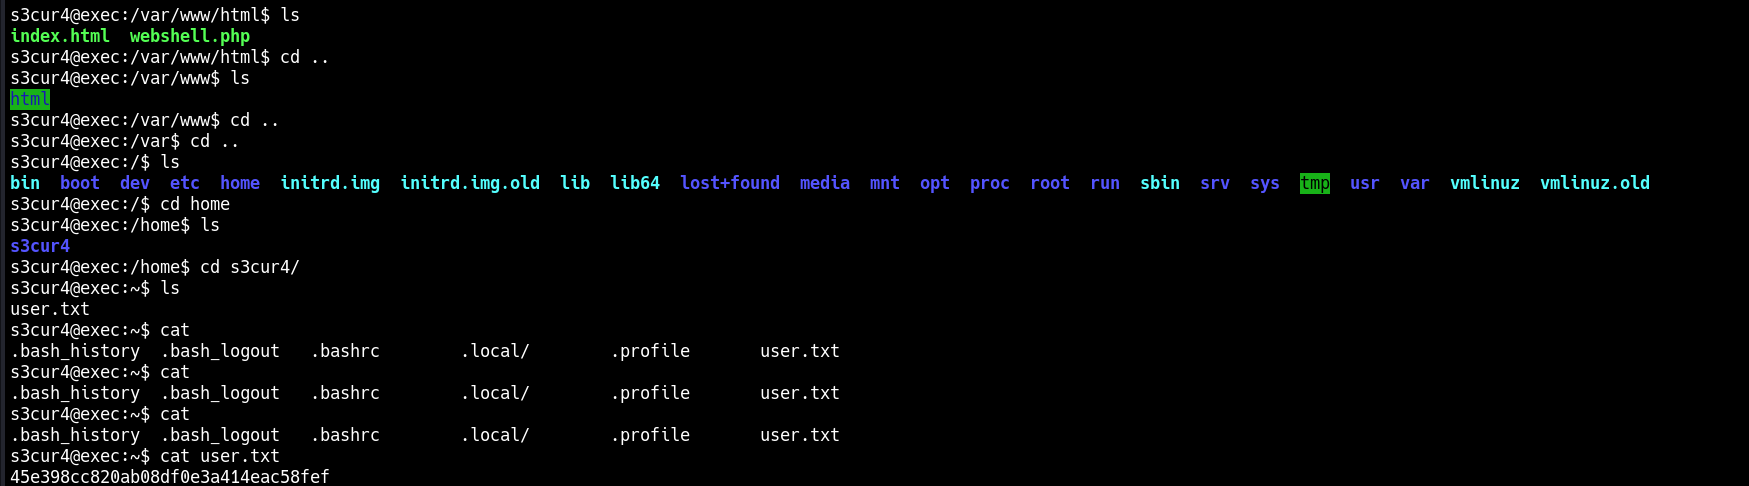 s3cur4@exec:/var/www/html$ ls
index.html  webshell.php
s3cur4@exec:/var/www/html$ cd ..
s3cur4@exec:/var/www$ ls
html
s3cur4@exec:/var/www$ cd ..
s3cur4@exec:/var$ cd ..
s3cur4@exec:/$ ls
bin  boot  dev  etc  home  initrd.img  initrd.img.old  lib  lib64  lost+found  media  mnt  opt  proc  root  run  sbin  srv  sys  tmp  usr  var  vmlinuz  vmlinuz.old
s3cur4@exec:/$ cd home
s3cur4@exec:/home$ ls
s3cur4
s3cur4@exec:/home$ cd s3cur4/
s3cur4@exec:~$ ls
user.txt
s3cur4@exec:~$ cat
.bash_history  .bash_logout   .bashrc        .local/        .profile       user.txt
s3cur4@exec:~$ cat
.bash_history  .bash_logout   .bashrc        .local/        .profile       user.txt
s3cur4@exec:~$ cat
.bash_history  .bash_logout   .bashrc        .local/        .profile       user.txt
s3cur4@exec:~$ cat user.txt
45e398cc820ab08df0e3a414eac58fef